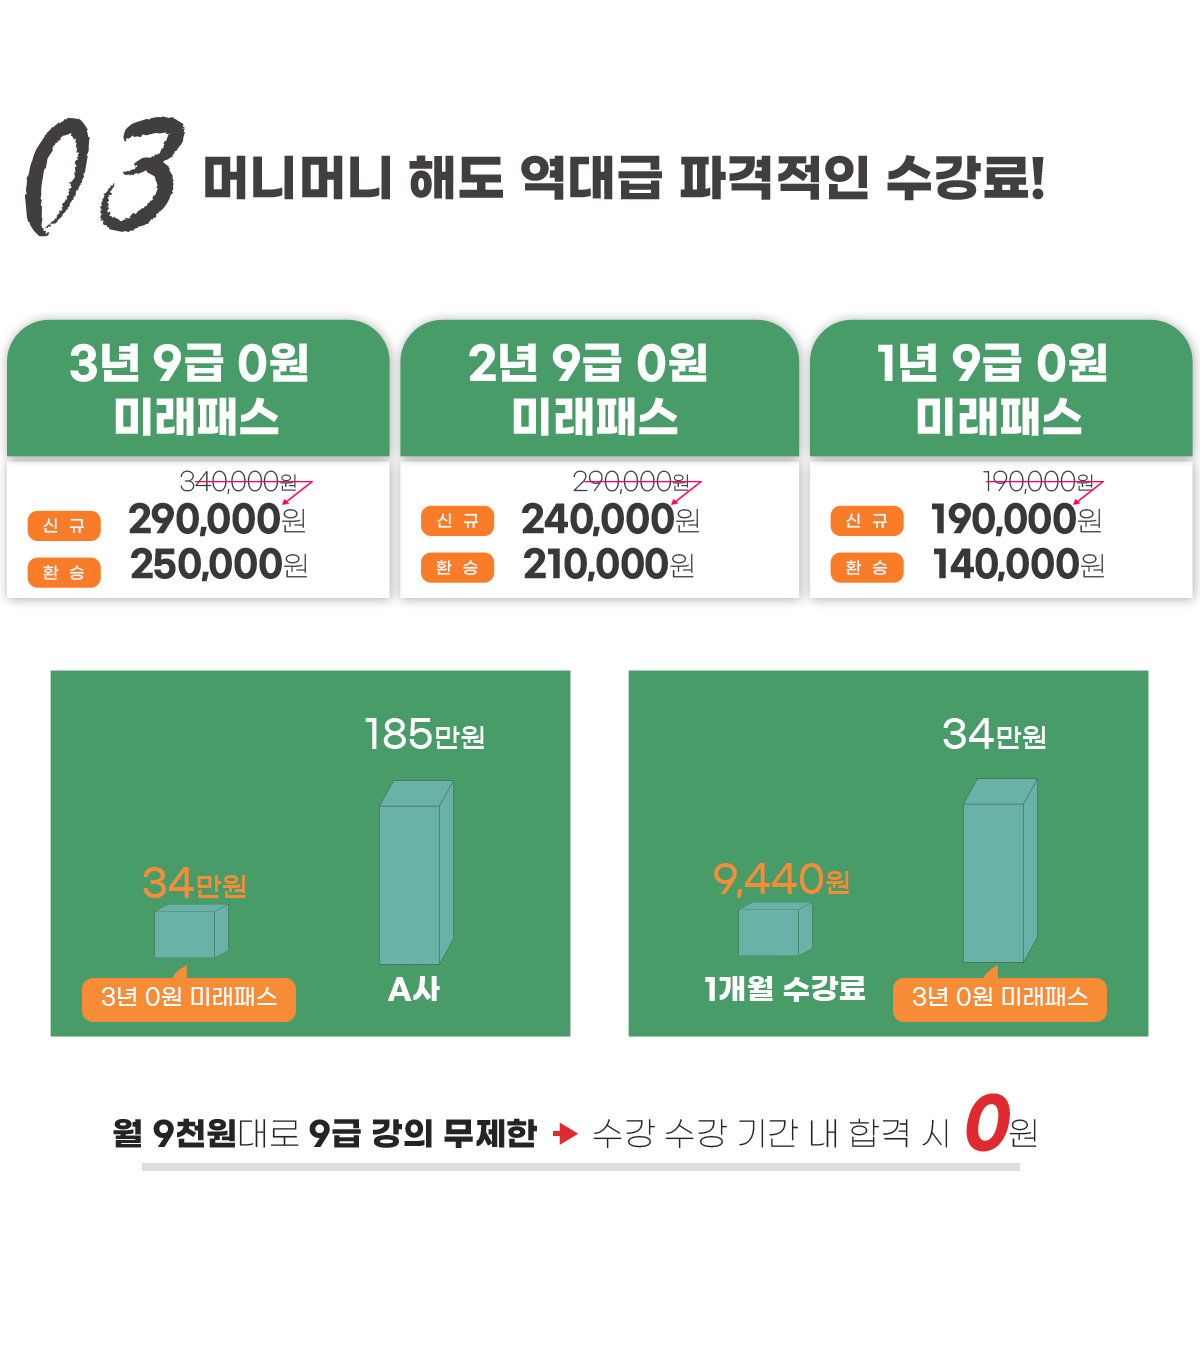 03 머니머니 해도 역대급 파격적인 수강료!
3년 9급 0원
미래패스
340,000원
신규 290,000원
환승 250,000원
2년 9급 0원
미래패스
290,000원
신규 240,000원
환승 210,000원
1년 9급 0원
미래패스
190,000원
신규 190,000원
환승 140,000원
185만원
34만원
3년 0원 미래패스
A사
34만원
9,440원
1개월 수강료
3년 0원 미래패스
월 9천원대로 9급 강의 무제한 → 수강 수강 기간 내 합격 시 0원